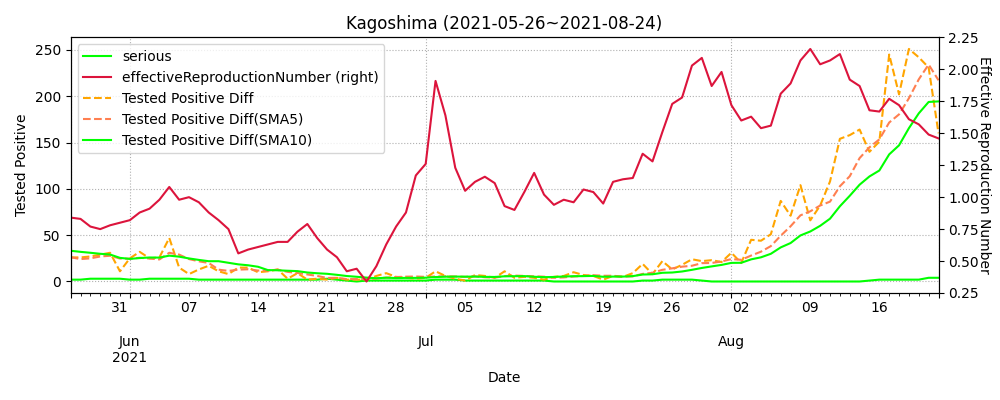 Kagoshima (2021-05-26~2021-08-24)
serious
effectiveReproductionNumber (right)
Tested Positive Diff
Tested Positive Diff(SMA5)
Tested Positive Diff(SMA10)
Tested Positive
250
200
150
100
50
0
Effective Reproduction Number
2.25
2.00
1.75
1.50
1.25
1.00
0.75
0.50
0.25
31 07 14 21 28 05 12 19 26 02 09 16
Jun Jul Aug
2021
Date